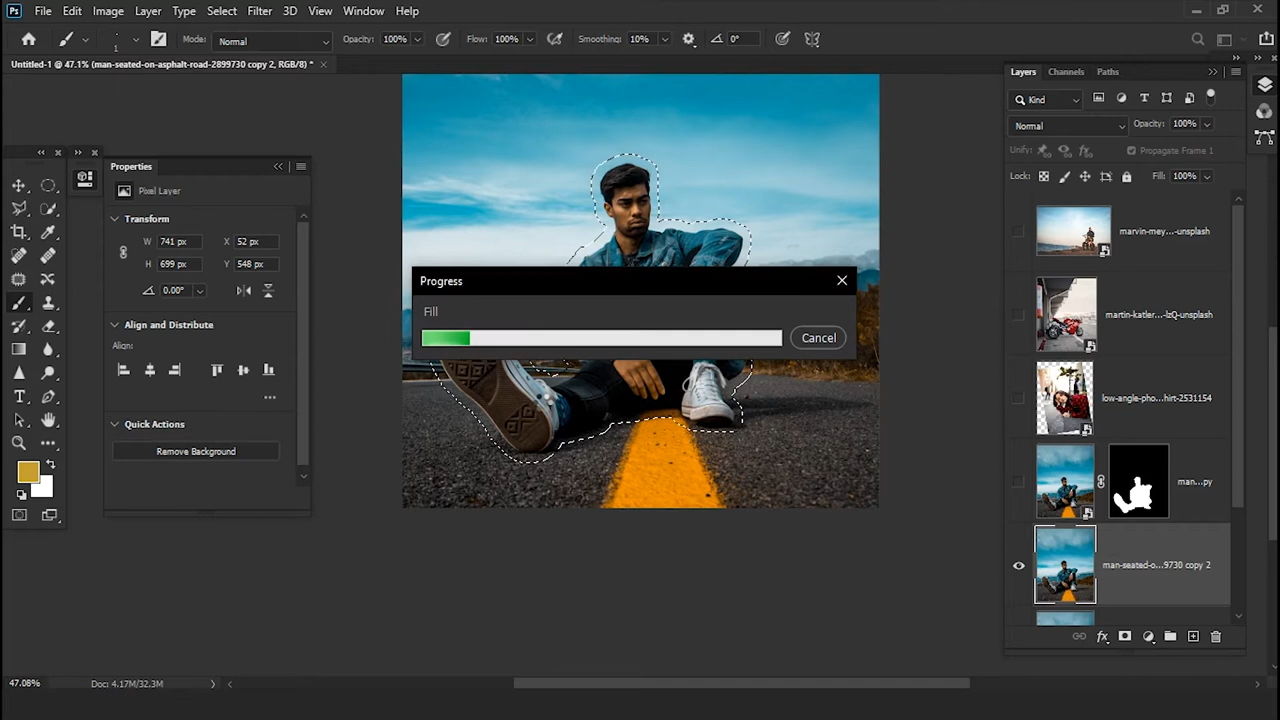 Ps File Edit Image Layer Type Select Filter 3D View Window Help
1 Mode: Normal Opacity: 100% Flow: 100% Smoothing: 10% 0°
Untitled-1 @ 47.1% (man-seated-on-asphalt-road-2899730 copy 2, RGB/8) *
Properties
Pixel Layer
Transform
W 741 px X 52 px
H 699 px Y 548 px
0.00°
Align and Distribute
Align:
Quick Actions
Remove Background
Progress
Fill
Cancel
Layers Channels Paths
Kind
Normal Opacity: 100%
Unify: Propagate Frame 1
Lock: Fill: 100%
marvin-mey...-unsplash
martin-katler...-IzQ-unsplash
low-angle-pho...hirt-2531154
man...py
man-seated-o...9730 copy 2
47.08% Doc: 4.17M/32.3M